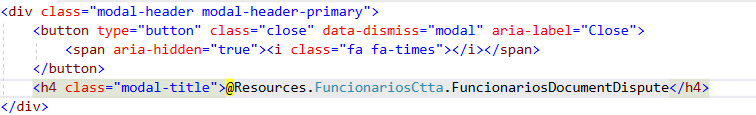 <div class="modal-header modal-header-primary">
<button type="button" class="close" data-dismiss="modal" aria-label="Close">
<span aria-hidden="true"><i class="fa fa-times"></i></span>
</button>
<h4 class="modal-title">@Resources.FuncionariosCtta.FuncionariosDocumentDispute</h4>
</div>